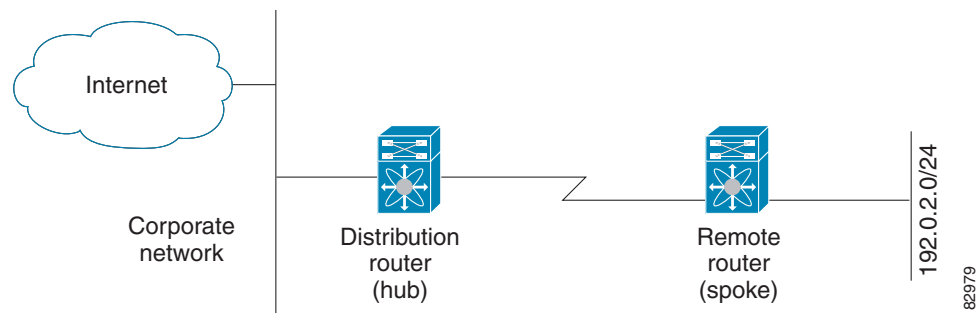 Internet
Corporate
network
Distribution
router
(hub)
Remote
router
(spoke)
192.0.2.0/24
82979